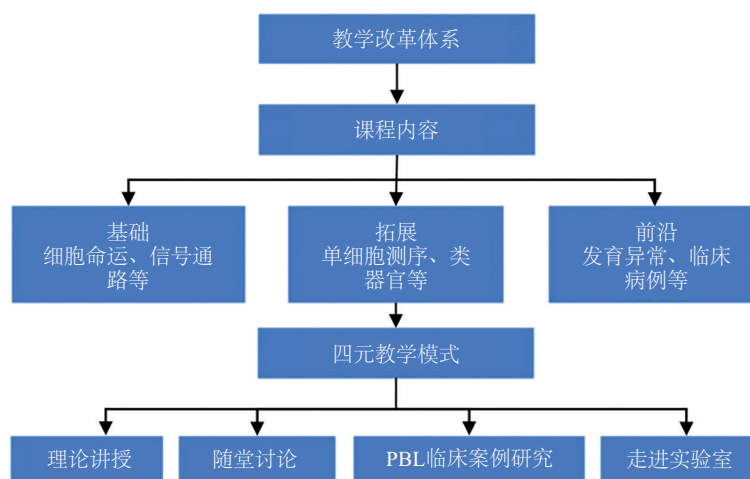 教学改革体系
课程内容
基础
细胞命运、信号通
路等
拓展
单细胞测序、类
器官等
前沿
发育异常、临床
病例等
四元教学模式
理论讲授
随堂讨论
PBL临床案例研究
走进实验室